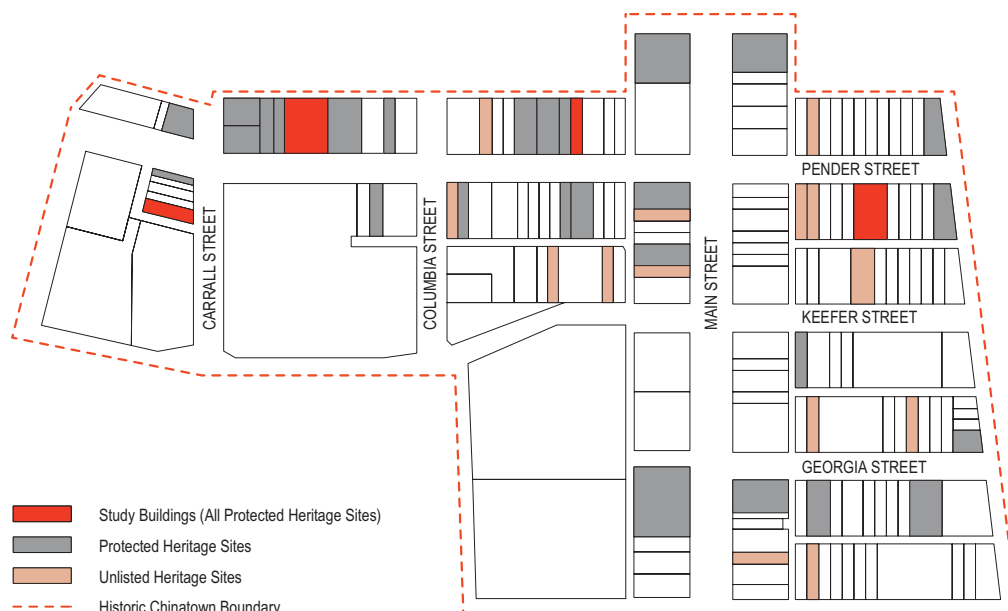 PENDER STREET
CARRALL STREET
COLUMBIA STREET
MAIN STREET
KEEFER STREET
GEORGIA STREET
Study Buildings (All Protected Heritage Sites)
Protected Heritage Sites
Unlisted Heritage Sites
Historic Chinatown Boundary